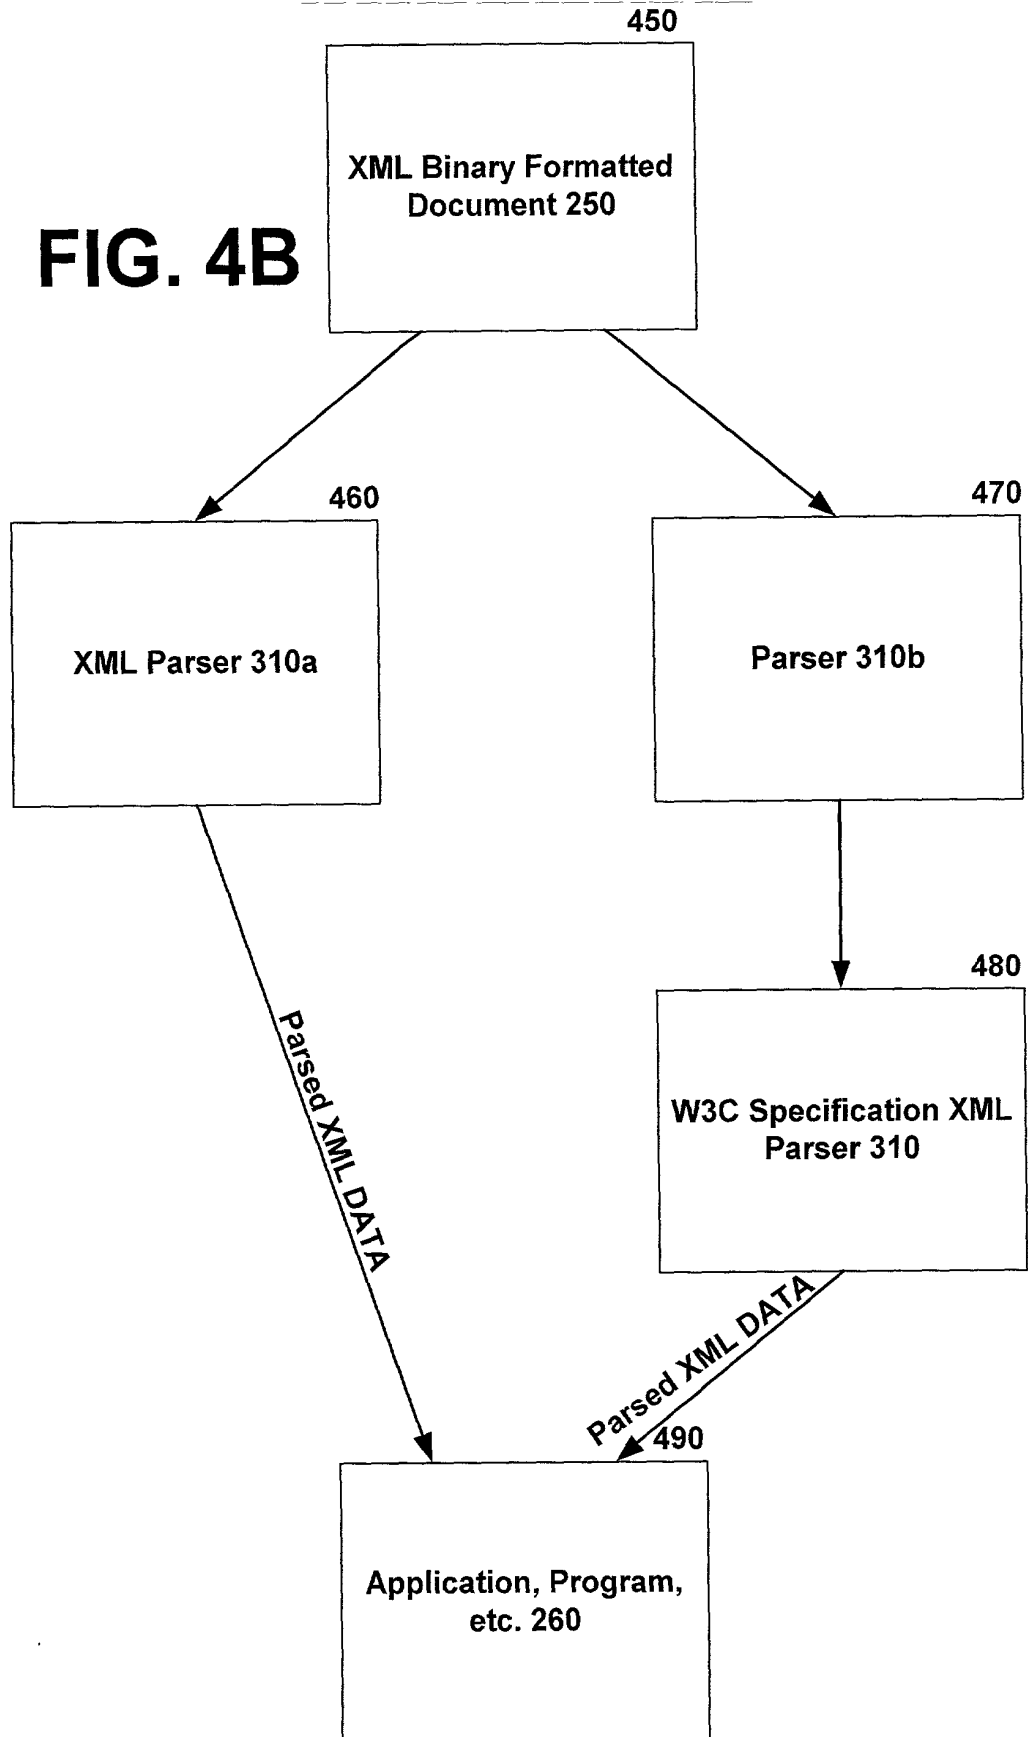 450
XML Binary Formatted
Document 250
FIG. 4B
460
470
XML Parser 310a
Parser 310b
480
Parsed XML DATA
W3C Specification XML
Parser 310
Parsed XML DATA
490
Application, Program,
etc. 260